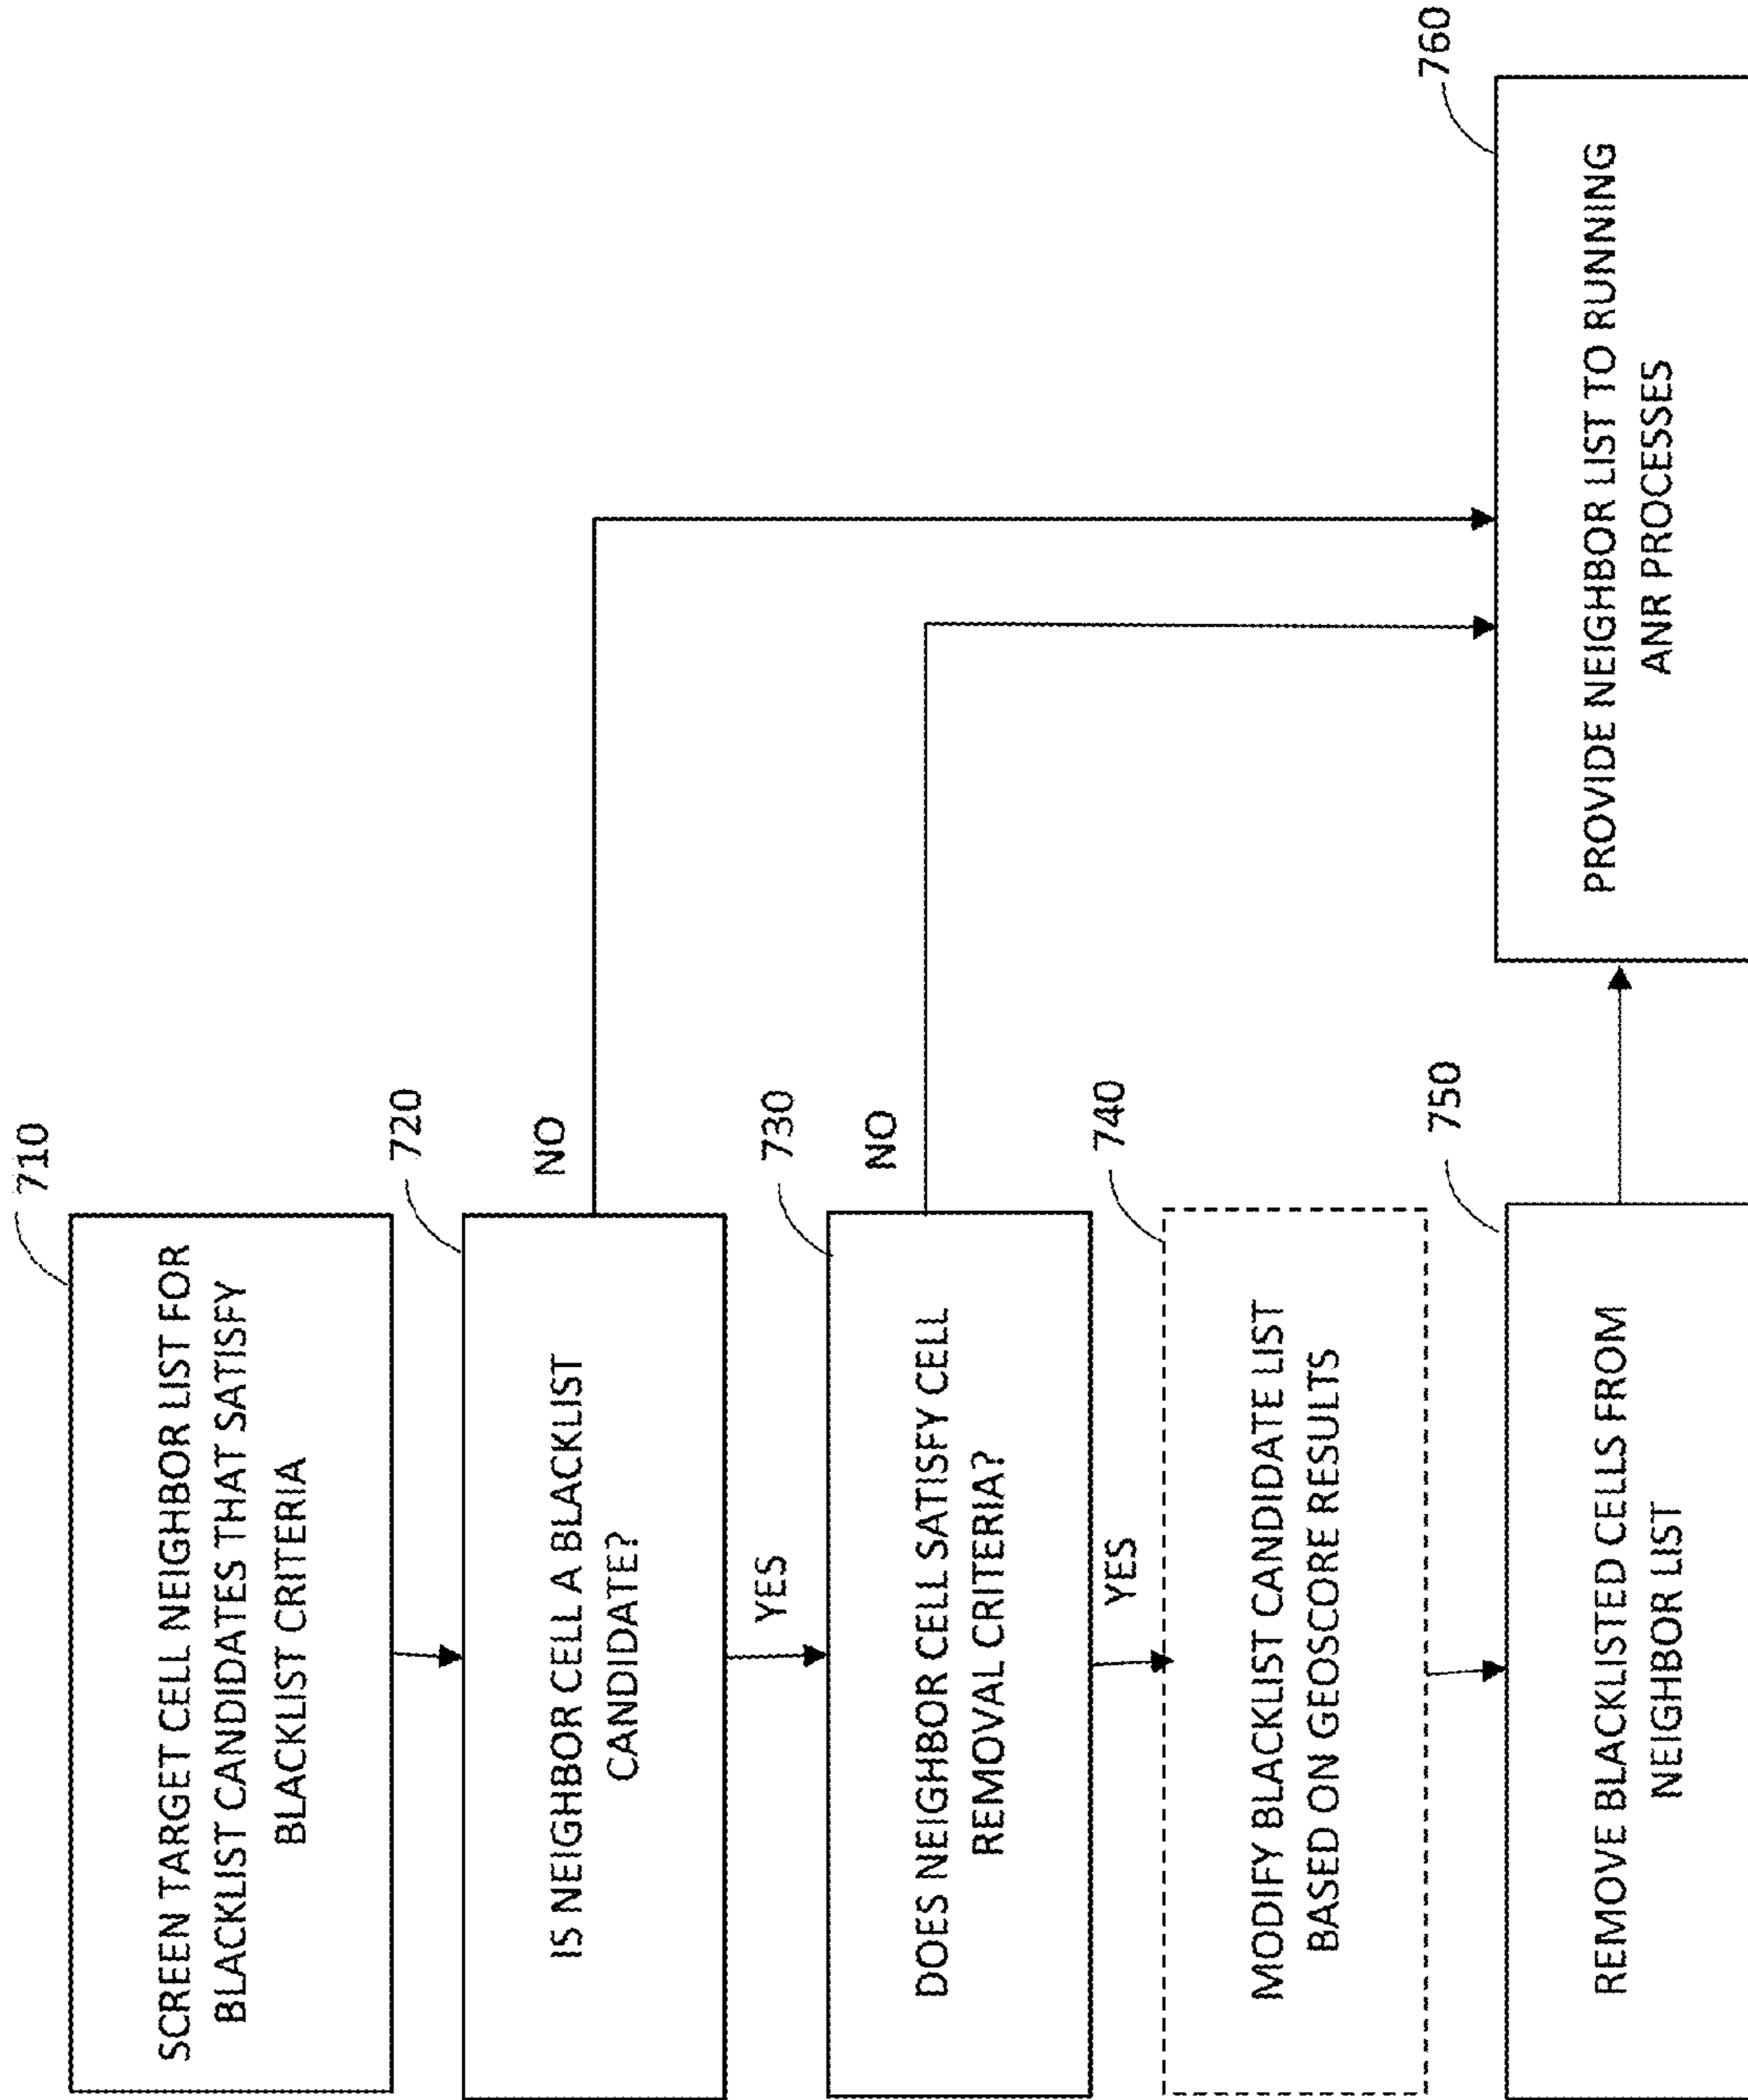 710
SCREEN TARGET CELL NEIGHBOR LIST FOR
BLACKLIST CANDIDATES THAT SATISFY
BLACKLIST CRITERIA
720
IS NEIGHBOR CELL A BLACKLIST
CANDIDATE?
NO
YES
730
DOES NEIGHBOR CELL SATISFY CELL
REMOVAL CRITERIA?
NO
YES
740
MODIFY BLACKLIST CANDIDATE LIST
BASED ON GEOSCORE RESULTS
750
REMOVE BLACKLISTED CELLS FROM
NEIGHBOR LIST
760
PROVIDE NEIGHBOR LIST TO RUNNING
ANR PROCESSES